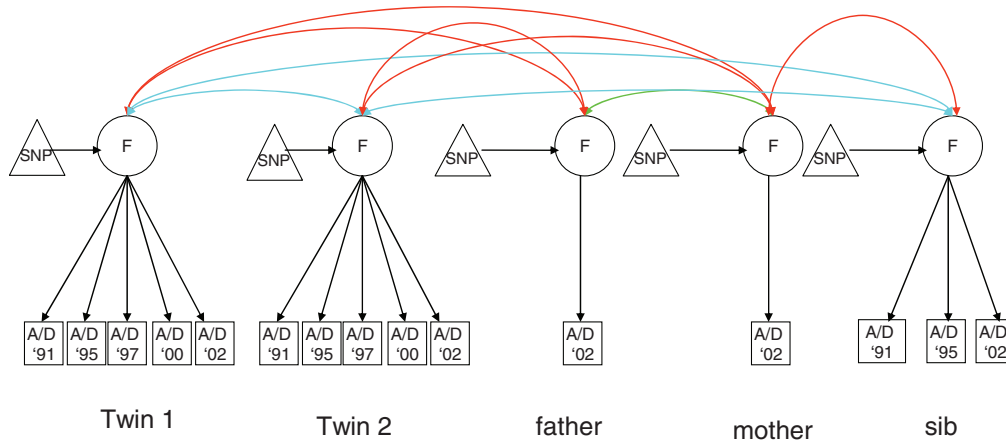 SNP F SNP F SNP F SNP F SNP F
A/D A/D A/D A/D A/D A/D A/D A/D A/D A/D A/D A/D A/D A/D A/D
‘91 ‘95 ‘97 ‘00 ‘02 ‘91 ‘95 ‘97 ‘00 ‘02 ‘02 ‘02 ‘91 ‘95 ‘02
Twin 1 Twin 2 father mother sib